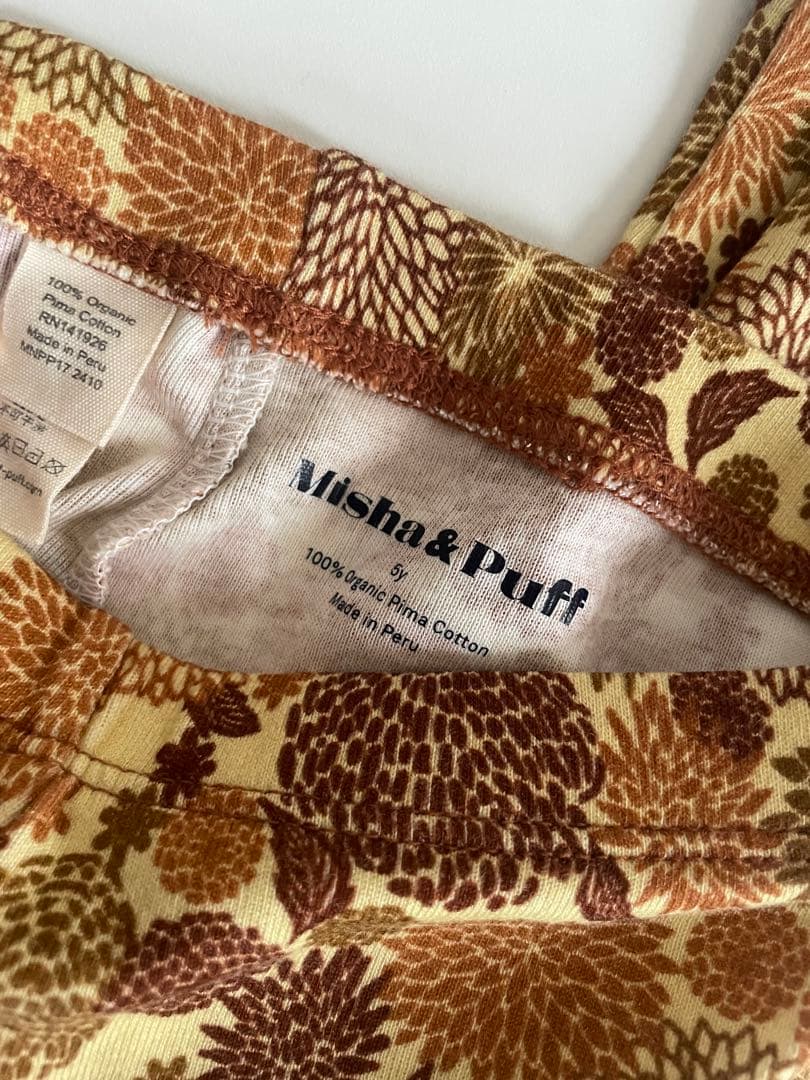 100% Organic
Pima Cotton
RN141926
Made in Peru
MNPP17 2410
Misha & Puff
5y
100% Organic Pima Cotton
Made in Peru